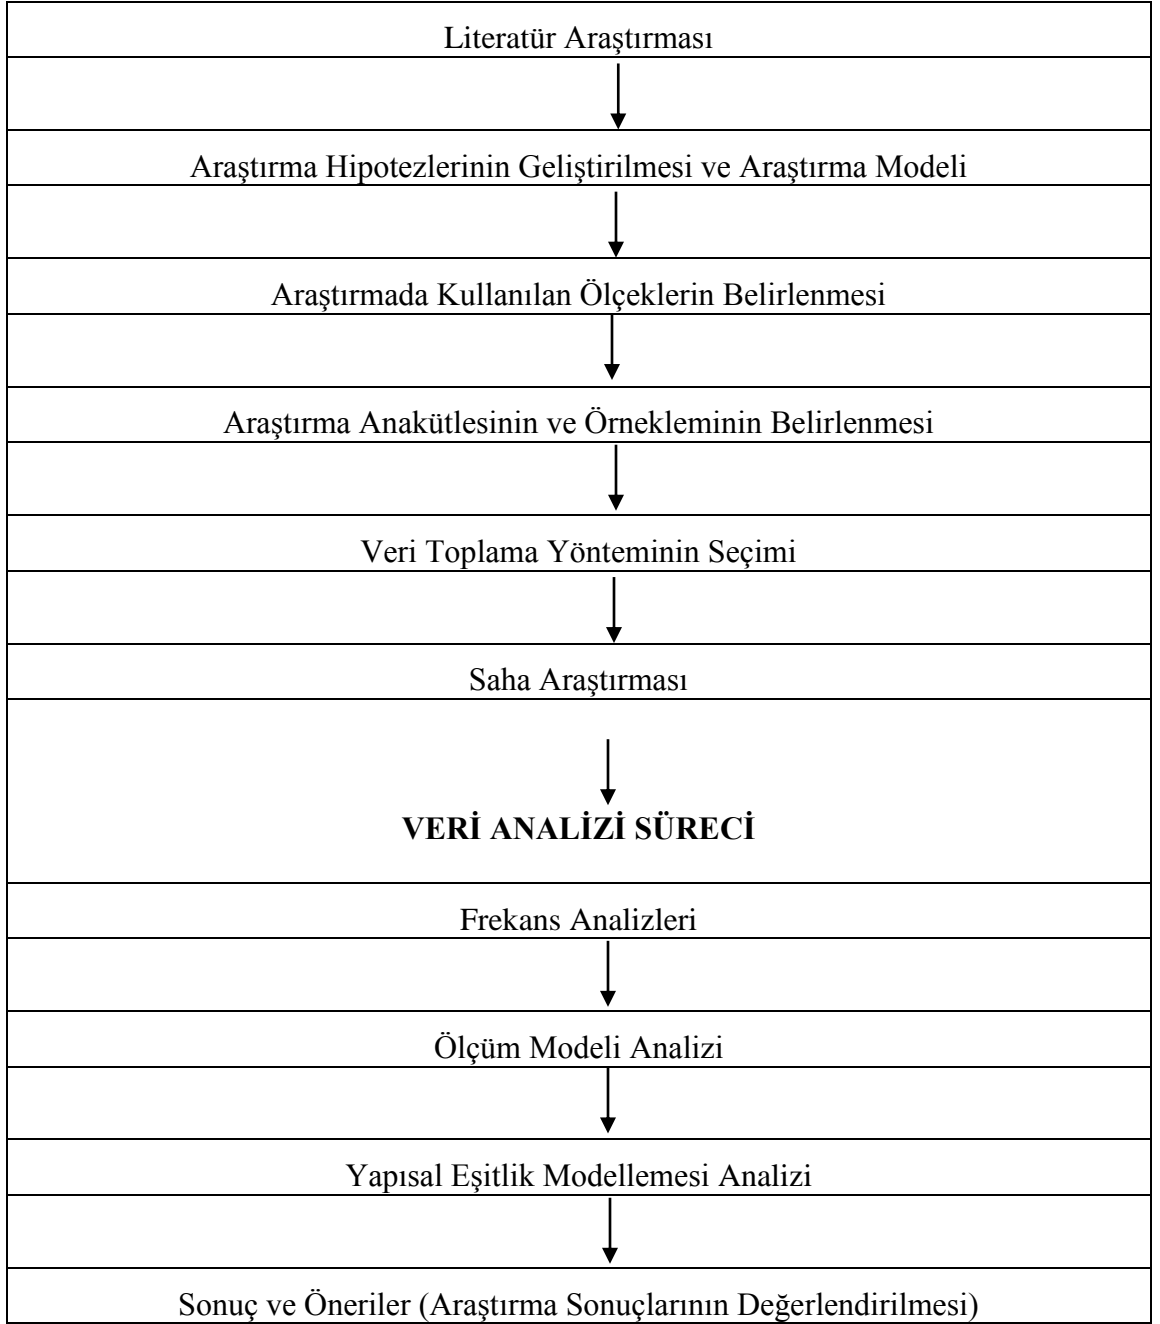 Literatür Araştırması
Araştırma Hipotezlerinin Geliştirilmesi ve Araştırma Modeli
Araştırmada Kullanılan Ölçeklerin Belirlenmesi
Araştırma Anakütlesinin ve Örnekleminin Belirlenmesi
Veri Toplama Yönteminin Seçimi
Saha Araştırması
VERİ ANALİZİ SÜRECİ
Frekans Analizleri
Ölçüm Modeli Analizi
Yapısal Eşitlik Modellemesi Analizi
Sonuç ve Öneriler (Araştırma Sonuçlarının Değerlendirilmesi)